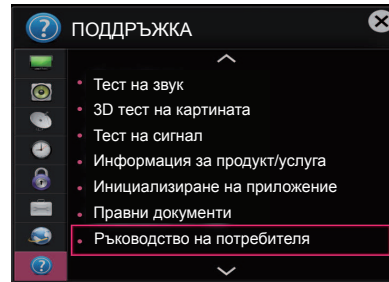 ПОДДРЪЖКА
Тест на звук
3D тест на картината
Тест на сигнал
Информация за продукт/услуга
Инициализиране на приложение
Правни документи
Ръководство на потребителя